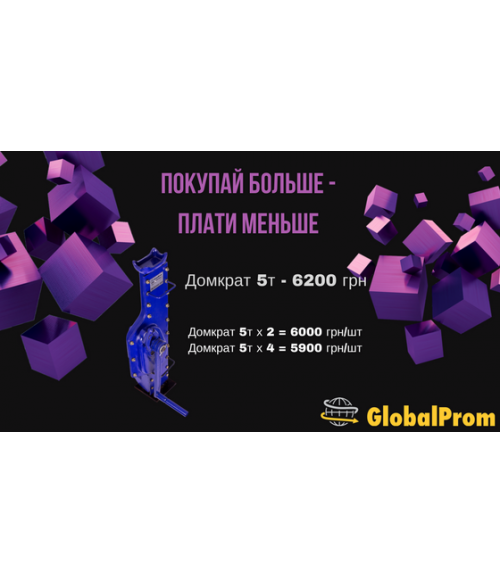 ПОКУПАЙ БОЛЬШЕ -
ПЛАТИ МЕНЬШЕ
Домкрат 5т - 6200 грн
Домкрат 5т х 2 = 6000 грн/шт
Домкрат 5т х 4 = 5900 грн/шт
GlobalProm